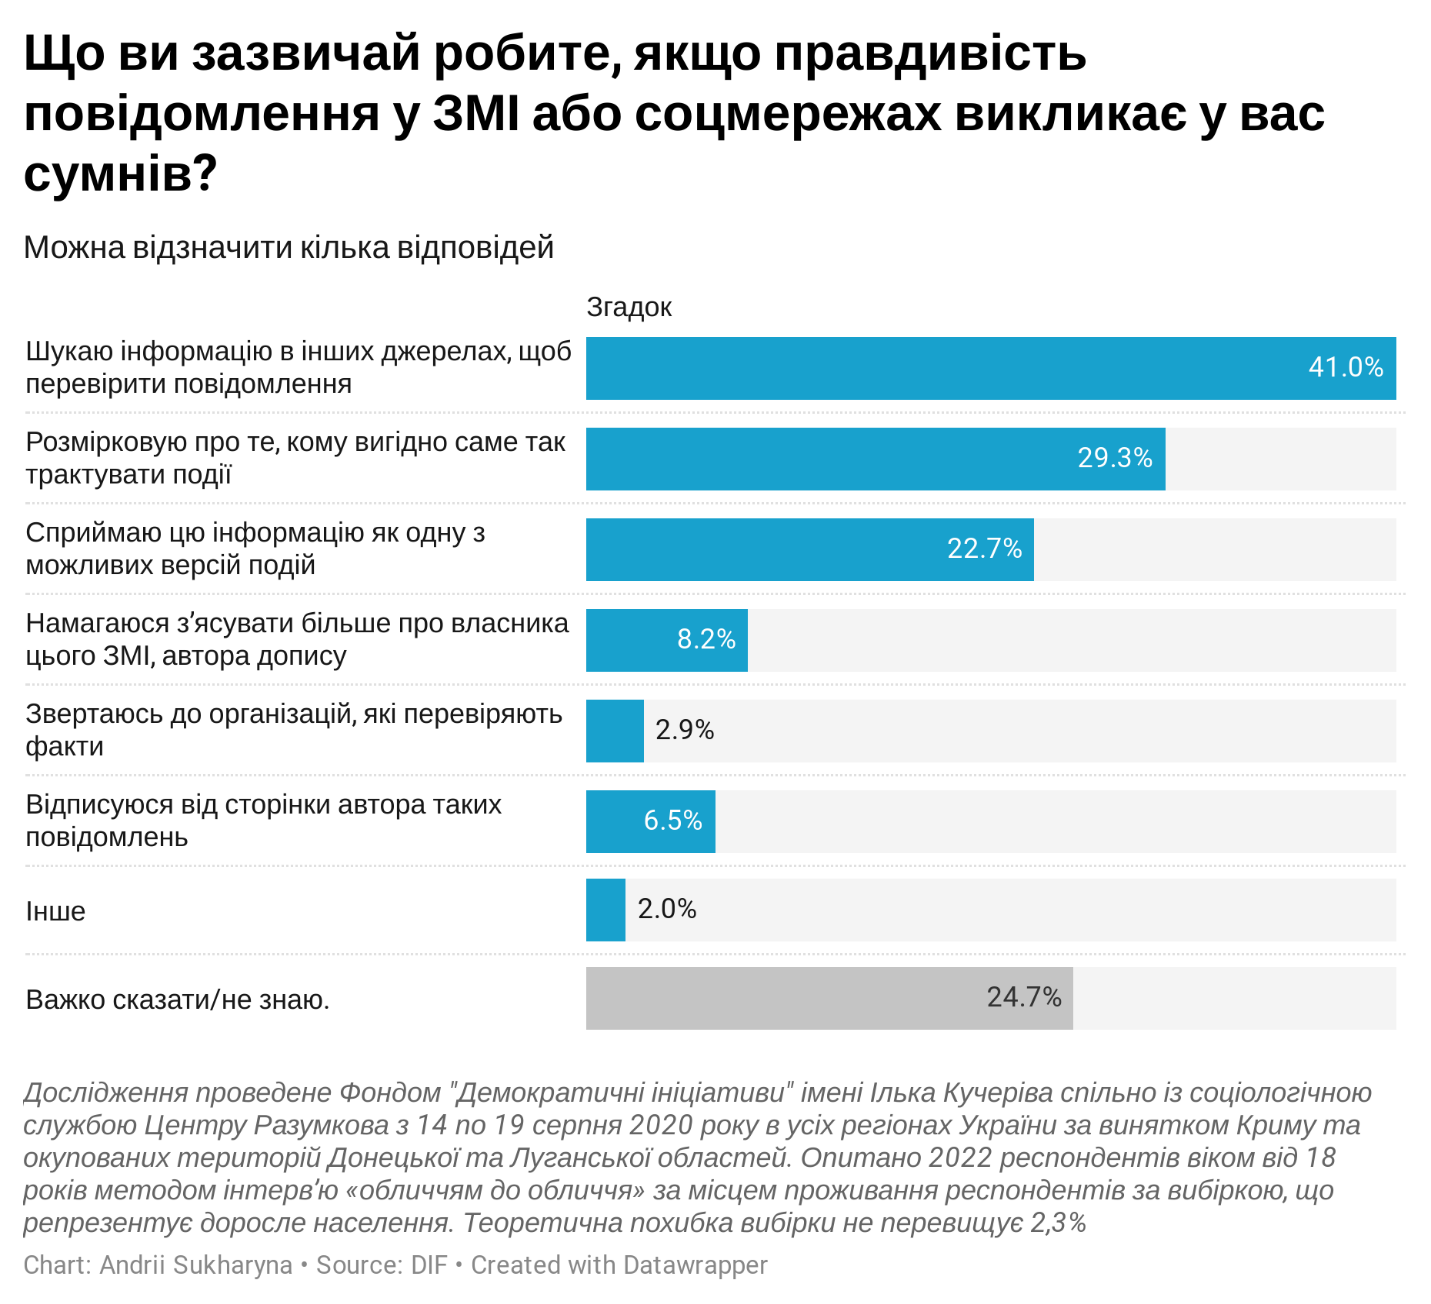 Що ви зазвичай робите, якщо правдивість
повідомлення у ЗМІ або соцмережах викликає у вас
сумнів?
Можна відзначити кілька відповідей
Згадок
Шукаю інформацію в інших джерелах, щоб
перевірити повідомлення
41.0%
Розмірковую про те, кому вигідно саме так
трактувати події
29.3%
Сприймаю цю інформацію як одну з
можливих версій подій
22.7%
Намагаюся з’ясувати більше про власника
цього ЗМІ, автора допису
8.2%
Звертаюсь до організацій, які перевіряють
факти
2.9%
Відписуюся від сторінки автора таких
повідомлень
6.5%
Інше
2.0%
Важко сказати/не знаю.
24.7%
Дослідження проведене Фондом "Демократичні ініціативи" імені Ілька Кучеріва спільно із соціологічною
службою Центру Разумкова з 14 по 19 серпня 2020 року в усіх регіонах України за винятком Криму та
окупованих територій Донецької та Луганської областей. Опитано 2022 респондентів віком від 18
років методом інтерв’ю «обличчям до обличчя» за місцем проживання респондентів за вибіркою, що
репрезентує доросле населення. Теоретична похибка вибірки не перевищує 2,3%
Chart: Andrii Sukharyna • Source: DIF • Created with Datawrapper